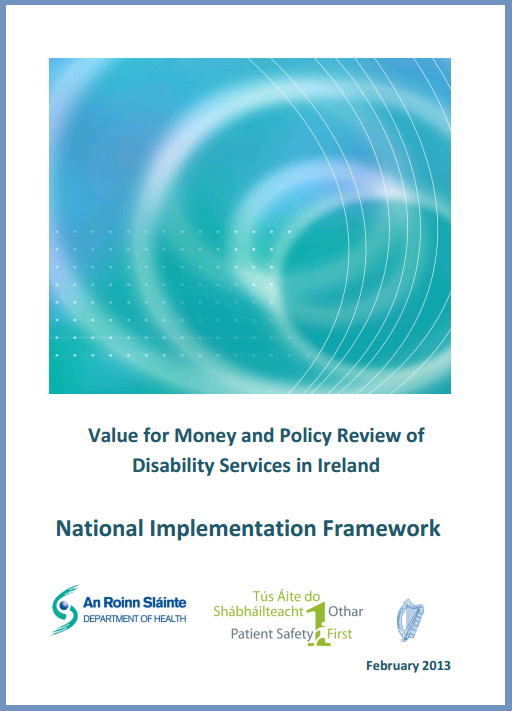 Value for Money and Policy Review of
Disability Services in Ireland
National Implementation Framework
An Roinn Sláinte
DEPARTMENT OF HEALTH
Tús Áite do
Shábháilteacht 1 Othar
Patient Safety First
February 2013